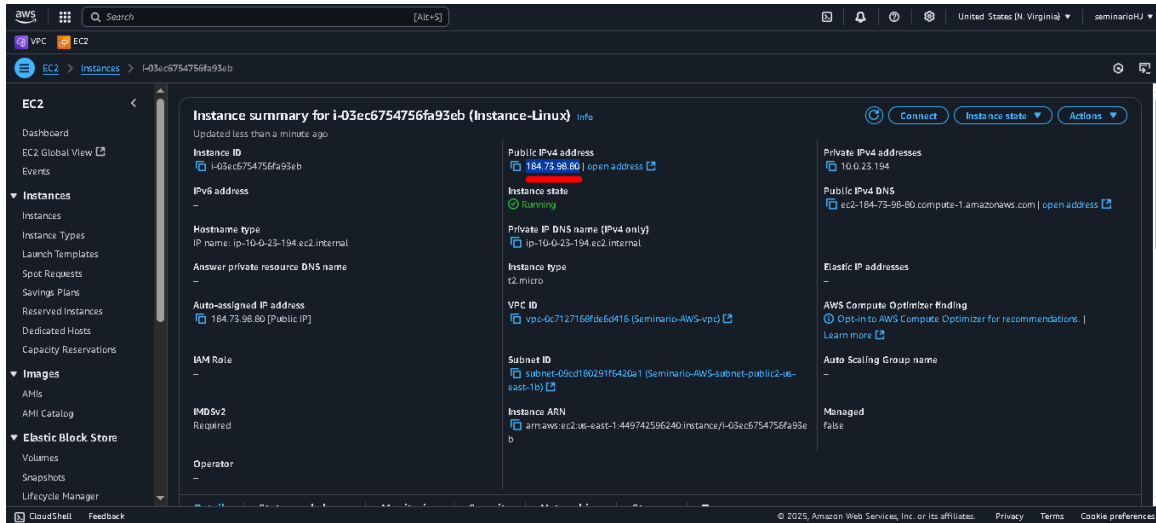 aws
Search
[Alt+S]
United States (N. Virginia)
seminarioHJ
VPC
EC2
EC2 > Instances > i-03ec6754756fa93eb
EC2
Dashboard
EC2 Global View
Events
Instances
Instances
Instance Types
Launch Templates
Spot Requests
Savings Plans
Reserved Instances
Dedicated Hosts
Capacity Reservations
Images
AMIs
AMI Catalog
Elastic Block Store
Volumes
Snapshots
Lifecycle Manager
Instance summary for i-03ec6754756fa93eb (Instance-Linux) Info
Updated less than a minute ago
Connect
Instance state
Actions
Instance ID
i-03ec6754756fa93eb
Public IPv4 address
184.73.98.80 | open address
Private IPv4 addresses
10.0.23.194
IPv6 address
–
Instance state
Running
Public IPv4 DNS
ec2-184-73-98-80.compute-1.amazonaws.com | open address
Hostname type
IP name: ip-10-0-23-194.ec2.internal
Private IP DNS name (IPv4 only)
ip-10-0-23-194.ec2.internal
Answer private resource DNS name
–
Instance type
t2.micro
Elastic IP addresses
–
Auto-assigned IP address
184.73.98.80 [Public IP]
VPC ID
vpc-0c7127168fde6d416 (Seminario-AWS-vpc)
AWS Compute Optimizer finding
Opt-in to AWS Compute Optimizer for recommendations. |
Learn more
IAM Role
–
Subnet ID
subnet-09cd180291f6420a1 (Seminario-AWS-subnet-public2-us-
east-1b)
Auto Scaling Group name
–
IMDSv2
Required
Instance ARN
arn:aws:ec2:us-east-1:449742596240:instance/i-03ec6754756fa93e
b
Managed
false
Operator
–
CloudShell
Feedback
© 2025, Amazon Web Services, Inc. or its affiliates.
Privacy
Terms
Cookie preferences